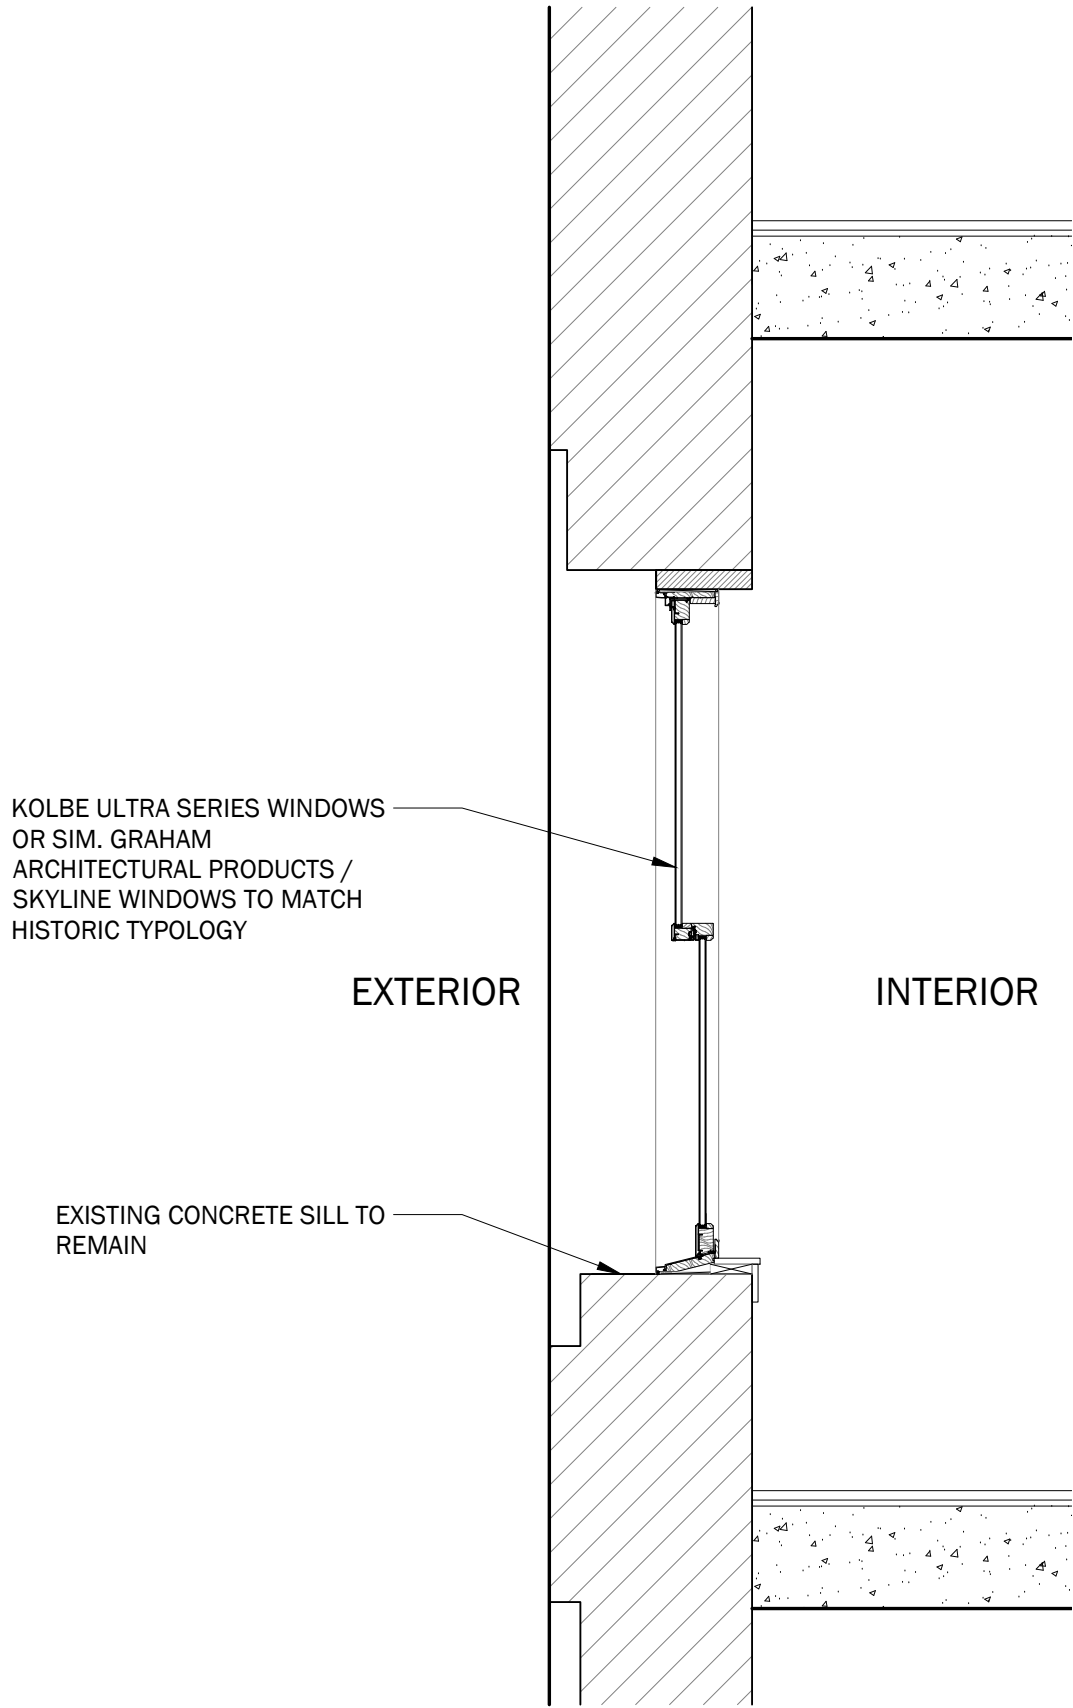 KOLBE ULTRA SERIES WINDOWS
OR SIM. GRAHAM
ARCHITECTURAL PRODUCTS /
SKYLINE WINDOWS TO MATCH
HISTORIC TYPOLOGY
EXTERIOR
INTERIOR
EXISTING CONCRETE SILL TO
REMAIN